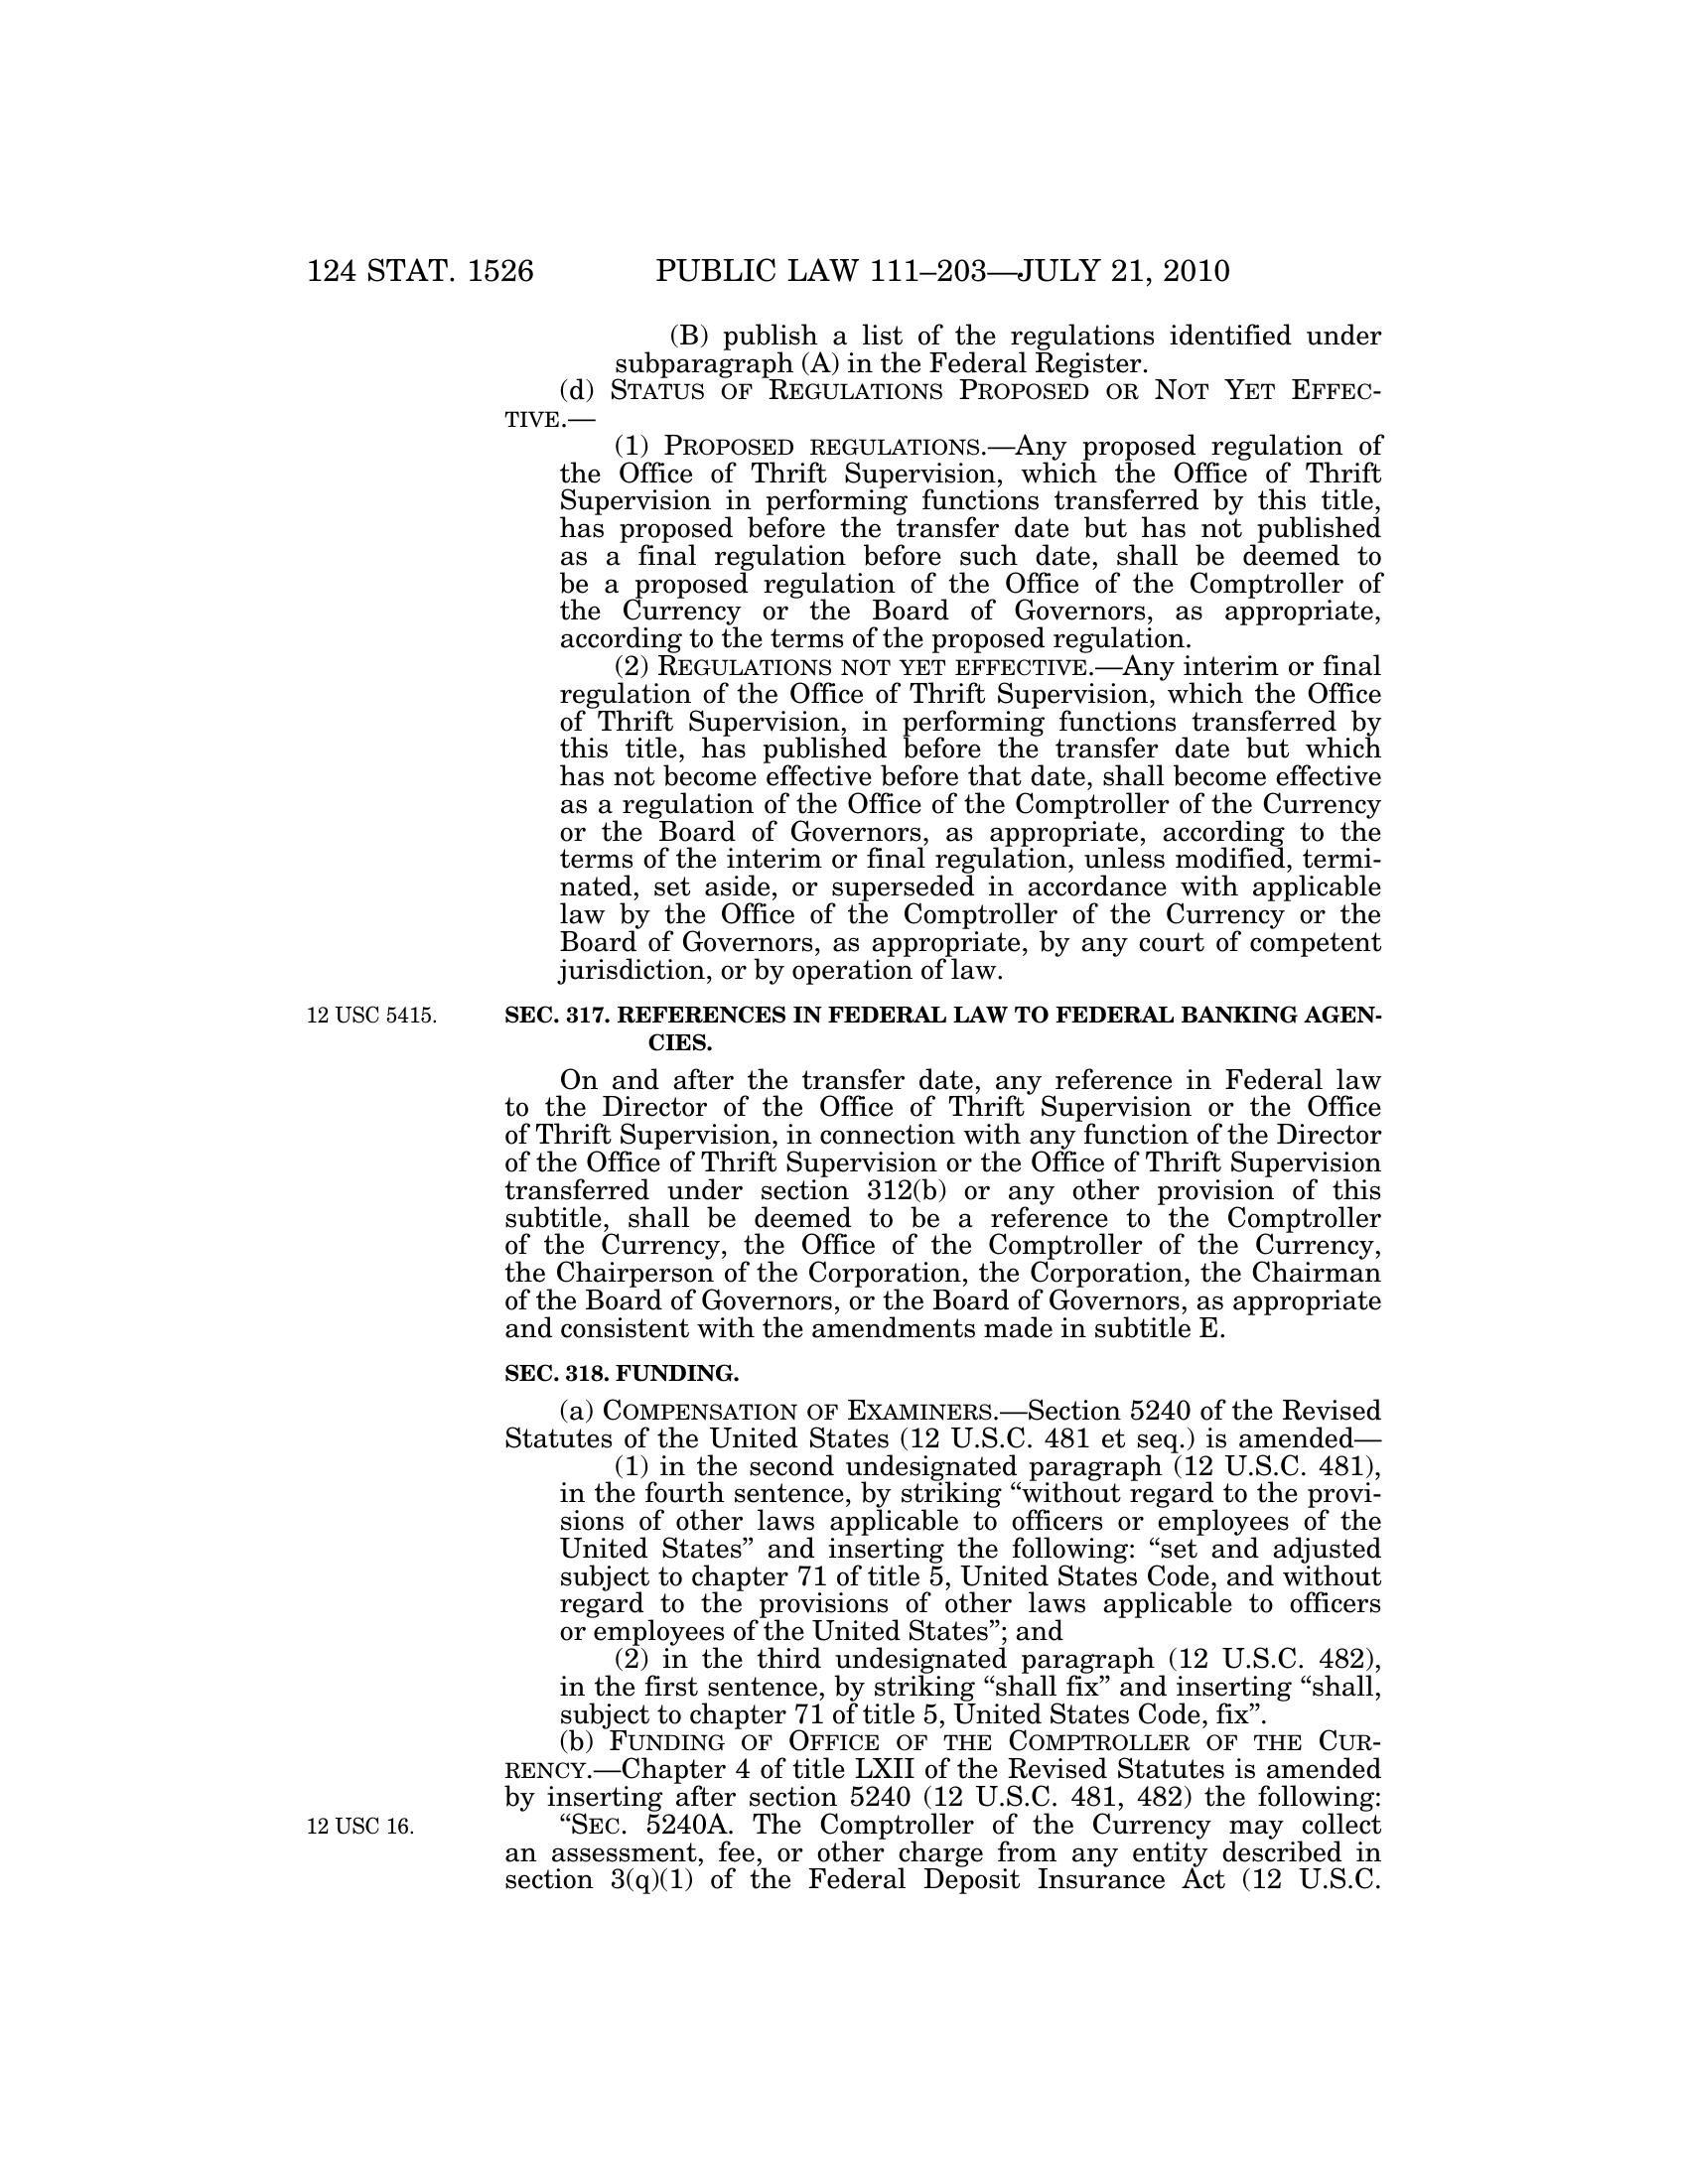 124 STAT. 1526 PUBLIC LAW 111–203—JULY 21, 2010
(B) publish a list of the regulations identified under
subparagraph (A) in the Federal Register.
(d) STATUS OF REGULATIONS PROPOSED OR NOT YET EFFEC-
TIVE.—
(1) PROPOSED REGULATIONS.—Any proposed regulation of
the Office of Thrift Supervision, which the Office of Thrift
Supervision in performing functions transferred by this title,
has proposed before the transfer date but has not published
as a final regulation before such date, shall be deemed to
be a proposed regulation of the Office of the Comptroller of
the Currency or the Board of Governors, as appropriate,
according to the terms of the proposed regulation.
(2) REGULATIONS NOT YET EFFECTIVE.—Any interim or final
regulation of the Office of Thrift Supervision, which the Office
of Thrift Supervision, in performing functions transferred by
this title, has published before the transfer date but which
has not become effective before that date, shall become effective
as a regulation of the Office of the Comptroller of the Currency
or the Board of Governors, as appropriate, according to the
terms of the interim or final regulation, unless modified, termi-
nated, set aside, or superseded in accordance with applicable
law by the Office of the Comptroller of the Currency or the
Board of Governors, as appropriate, by any court of competent
jurisdiction, or by operation of law.
12 USC 5415.
SEC. 317. REFERENCES IN FEDERAL LAW TO FEDERAL BANKING AGEN-
CIES.
On and after the transfer date, any reference in Federal law
to the Director of the Office of Thrift Supervision or the Office
of Thrift Supervision, in connection with any function of the Director
of the Office of Thrift Supervision or the Office of Thrift Supervision
transferred under section 312(b) or any other provision of this
subtitle, shall be deemed to be a reference to the Comptroller
of the Currency, the Office of the Comptroller of the Currency,
the Chairperson of the Corporation, the Corporation, the Chairman
of the Board of Governors, or the Board of Governors, as appropriate
and consistent with the amendments made in subtitle E.
SEC. 318. FUNDING.
(a) COMPENSATION OF EXAMINERS.—Section 5240 of the Revised
Statutes of the United States (12 U.S.C. 481 et seq.) is amended—
(1) in the second undesignated paragraph (12 U.S.C. 481),
in the fourth sentence, by striking “without regard to the provi-
sions of other laws applicable to officers or employees of the
United States” and inserting the following: “set and adjusted
subject to chapter 71 of title 5, United States Code, and without
regard to the provisions of other laws applicable to officers
or employees of the United States”; and
(2) in the third undesignated paragraph (12 U.S.C. 482),
in the first sentence, by striking “shall fix” and inserting “shall,
subject to chapter 71 of title 5, United States Code, fix”.
(b) FUNDING OF OFFICE OF THE COMPTROLLER OF THE CUR-
RENCY.—Chapter 4 of title LXII of the Revised Statutes is amended
by inserting after section 5240 (12 U.S.C. 481, 482) the following:
12 USC 16.
“SEC. 5240A. The Comptroller of the Currency may collect
an assessment, fee, or other charge from any entity described in
section 3(q)(1) of the Federal Deposit Insurance Act (12 U.S.C.